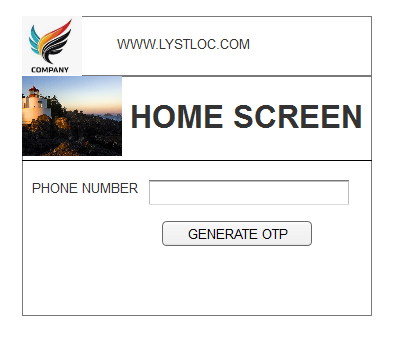 WWW.LYSTLOC.COM
COMPANY
HOME SCREEN
PHONE NUMBER
GENERATE OTP